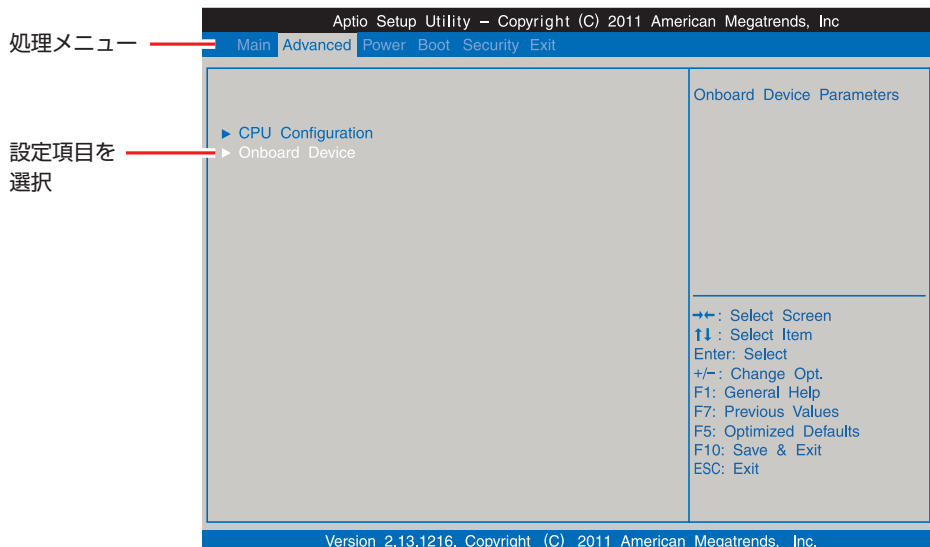 Aptio Setup Utility – Copyright (C) 2011 American Megatrends, Inc
処理メニュー
Main Advanced Power Boot Security Exit
Onboard Device Parameters
▶ CPU Configuration
設定項目を
選択
▶ Onboard Device
→←: Select Screen
↑↓ : Select Item
Enter: Select
+/−: Change Opt.
F1: General Help
F7: Previous Values
F5: Optimized Defaults
F10: Save & Exit
ESC: Exit
Version 2.13.1216. Copyright (C) 2011 American Megatrends, Inc.